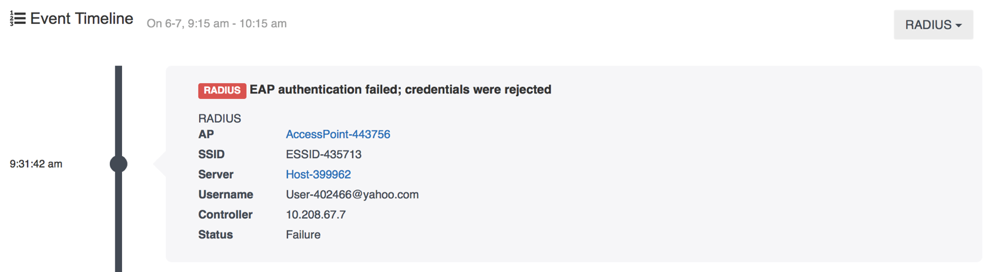 Event Timeline On 6-7, 9:15 am - 10:15 am
RADIUS
RADIUS EAP authentication failed; credentials were rejected
RADIUS
AP AccessPoint-443756
SSID ESSID-435713
9:31:42 am
Server Host-399962
Username User-402466@yahoo.com
Controller 10.208.67.7
Status Failure